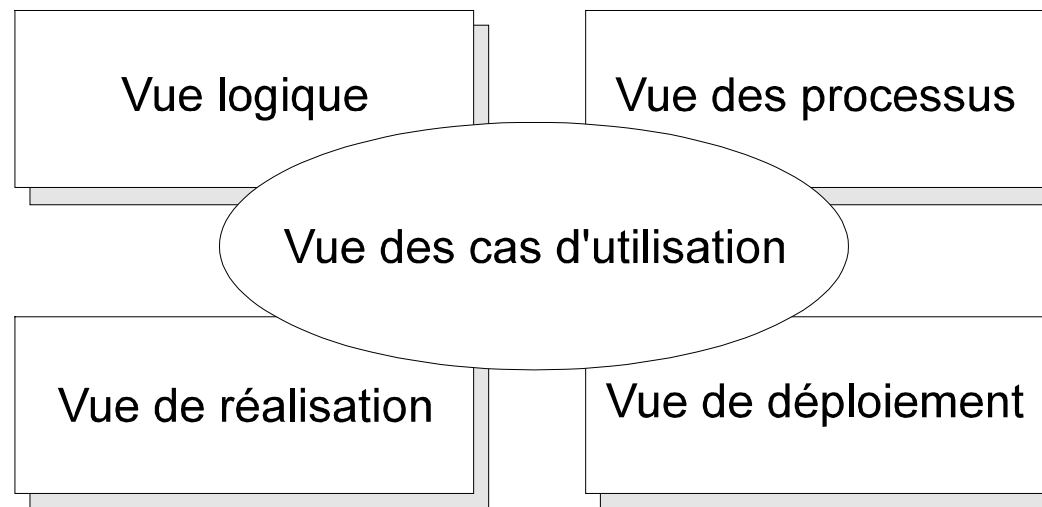 Vue logique
Vue des processus
Vue des cas d'utilisation
Vue de réalisation
Vue de déploiement